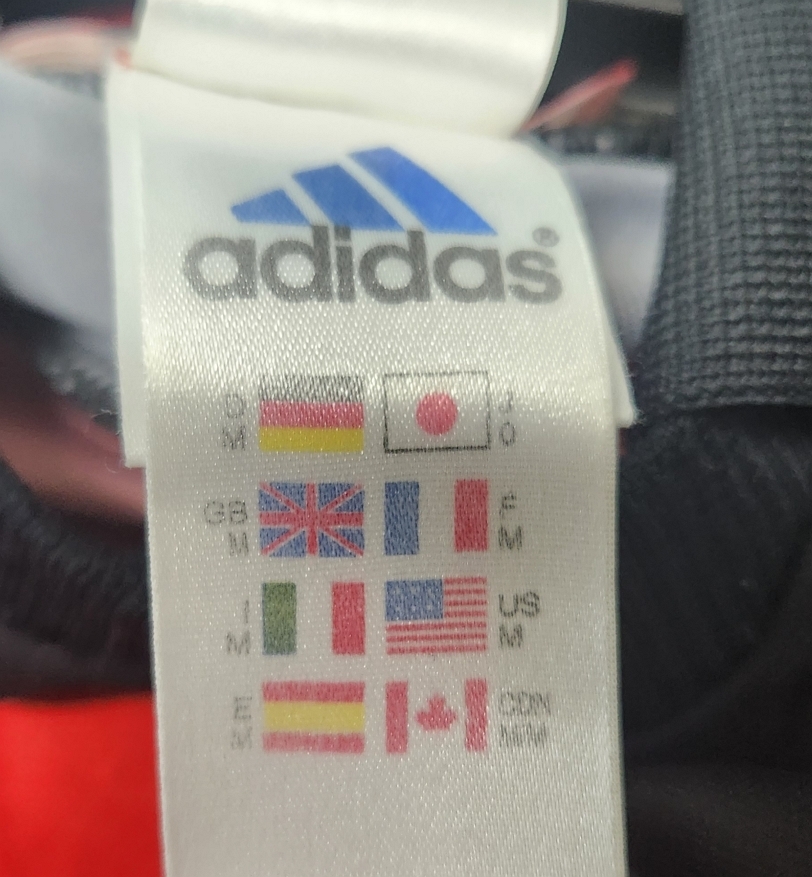 adidas®
D J
M O
GB F
M M
I US
M M
E CDN
M M/M